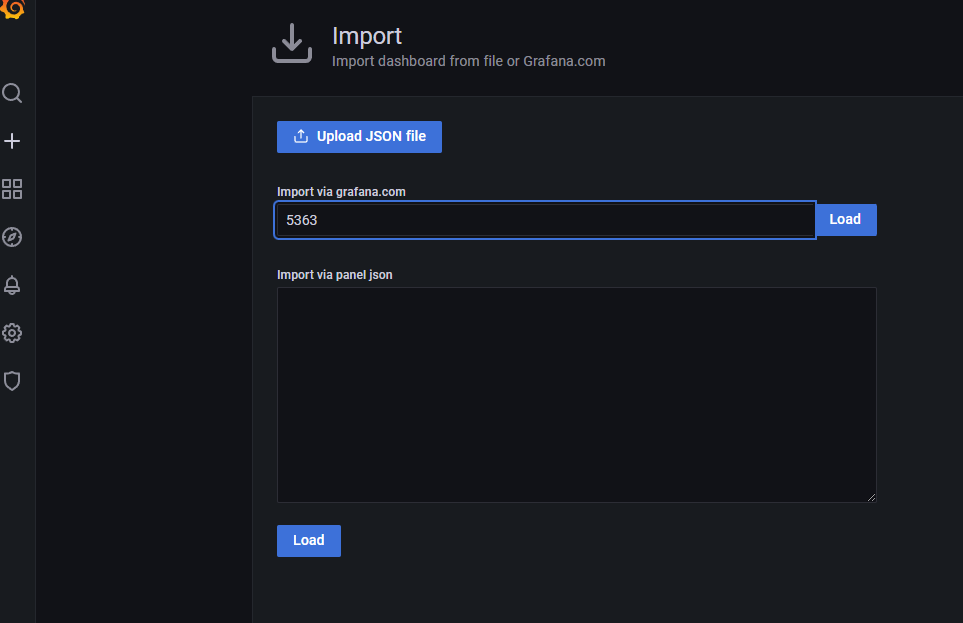 Import
Import dashboard from file or Grafana.com
Upload JSON file
Import via grafana.com
5363
Load
Import via panel json
Load